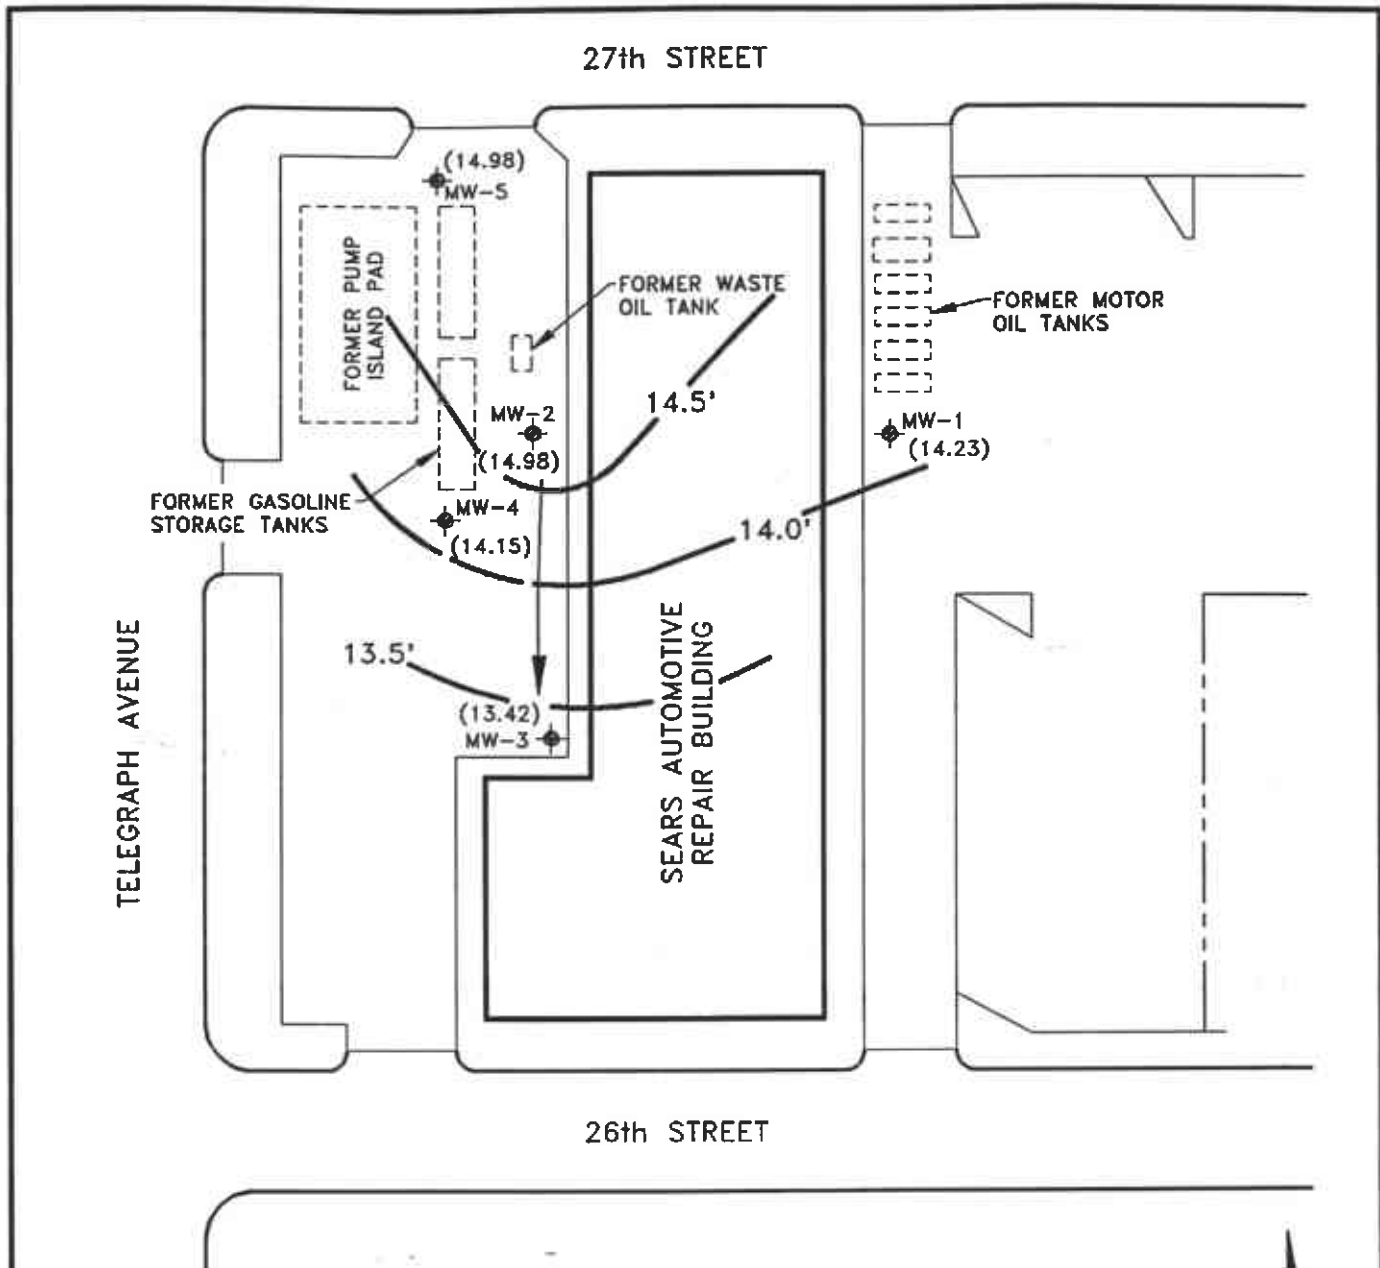 27th STREET
(14.98)
MW-5
FORMER PUMP
ISLAND PAD
FORMER WASTE
OIL TANK
FORMER MOTOR
OIL TANKS
14.5'
MW-2
(14.98)
MW-1
(14.23)
FORMER GASOLINE
STORAGE TANKS
MW-4
(14.15)
14.0'
13.5'
(13.42)
MW-3
SEARS AUTOMOTIVE
REPAIR BUILDING
TELEGRAPH AVENUE
26th STREET